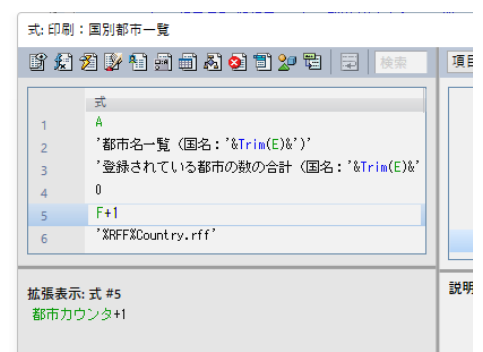 式: 印刷：国別都市一覧
検索
項目
式
1 A
2 '都市名一覧（国名：'&Trim(E)&')'
3 '登録されている都市の数の合計（国名：'&Trim(E)&'
4 0
5 F+1
6 '%RFF%Country.rff'
拡張表示: 式 #5
都市カウンタ+1
説明